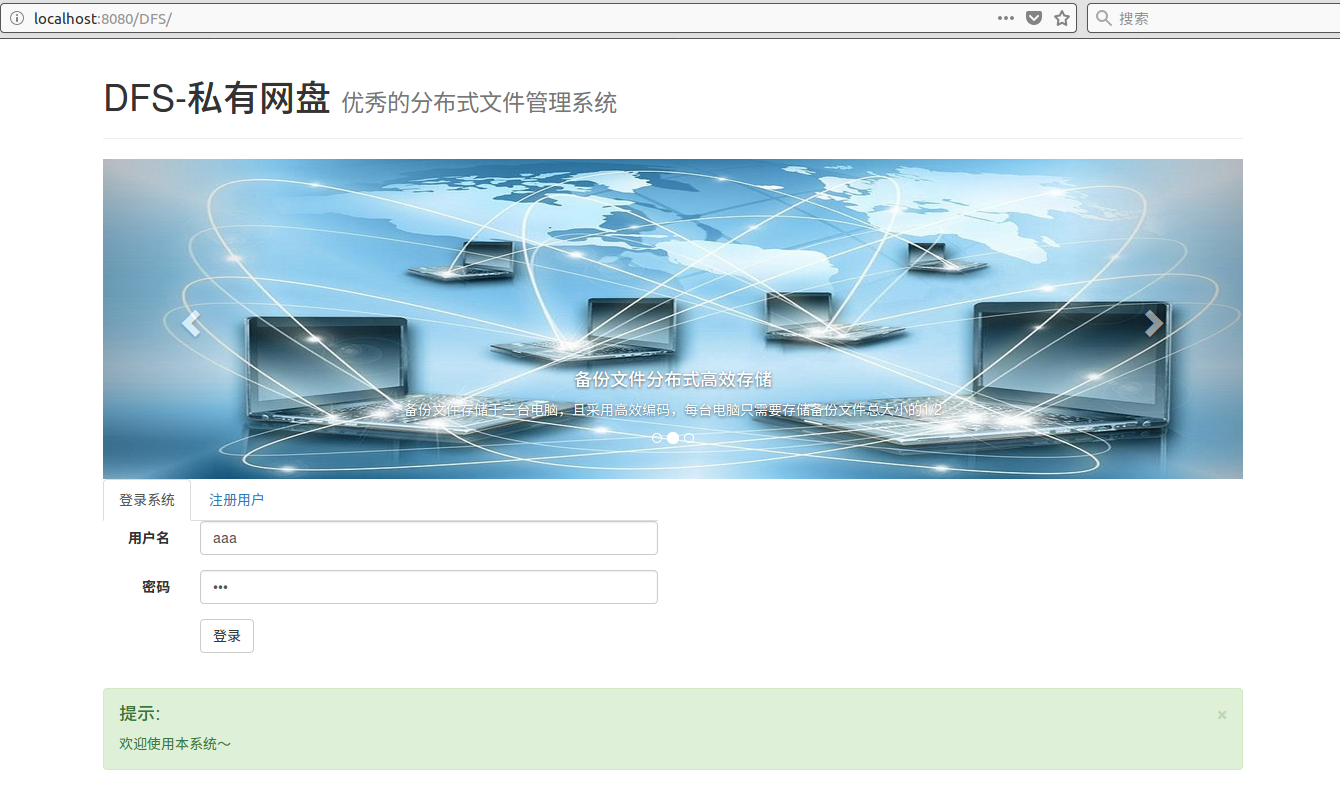 localhost:8080/DFS/
搜索
DFS-私有网盘 优秀的分布式文件管理系统
备份文件分布式高效存储
备份文件存储于三台电脑，且采用高效编码，每台电脑只需要存储备份文件总大小的1/2
登录系统 注册用户
用户名 aaa
密码 •••
登录
提示:
×
欢迎使用本系统～